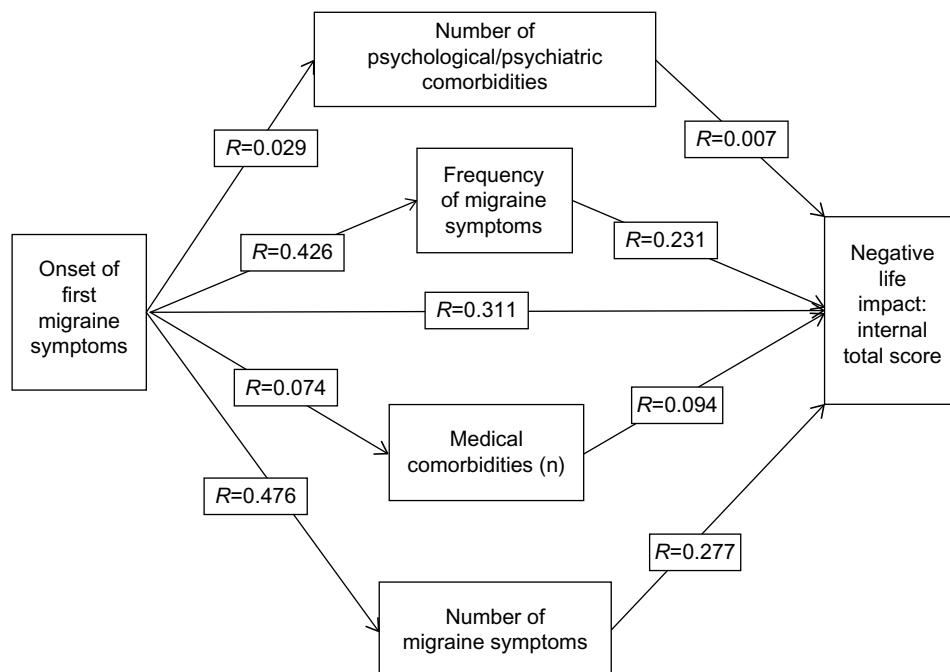 Number of
psychological/psychiatric
comorbidities
R=0.029
R=0.007
Frequency
of migraine
symptoms
R=0.426
R=0.231
Onset of
first
migraine
symptoms
R=0.311
Negative
life
impact:
internal
total score
R=0.074
R=0.094
Medical
comorbidities (n)
R=0.476
R=0.277
Number of
migraine symptoms